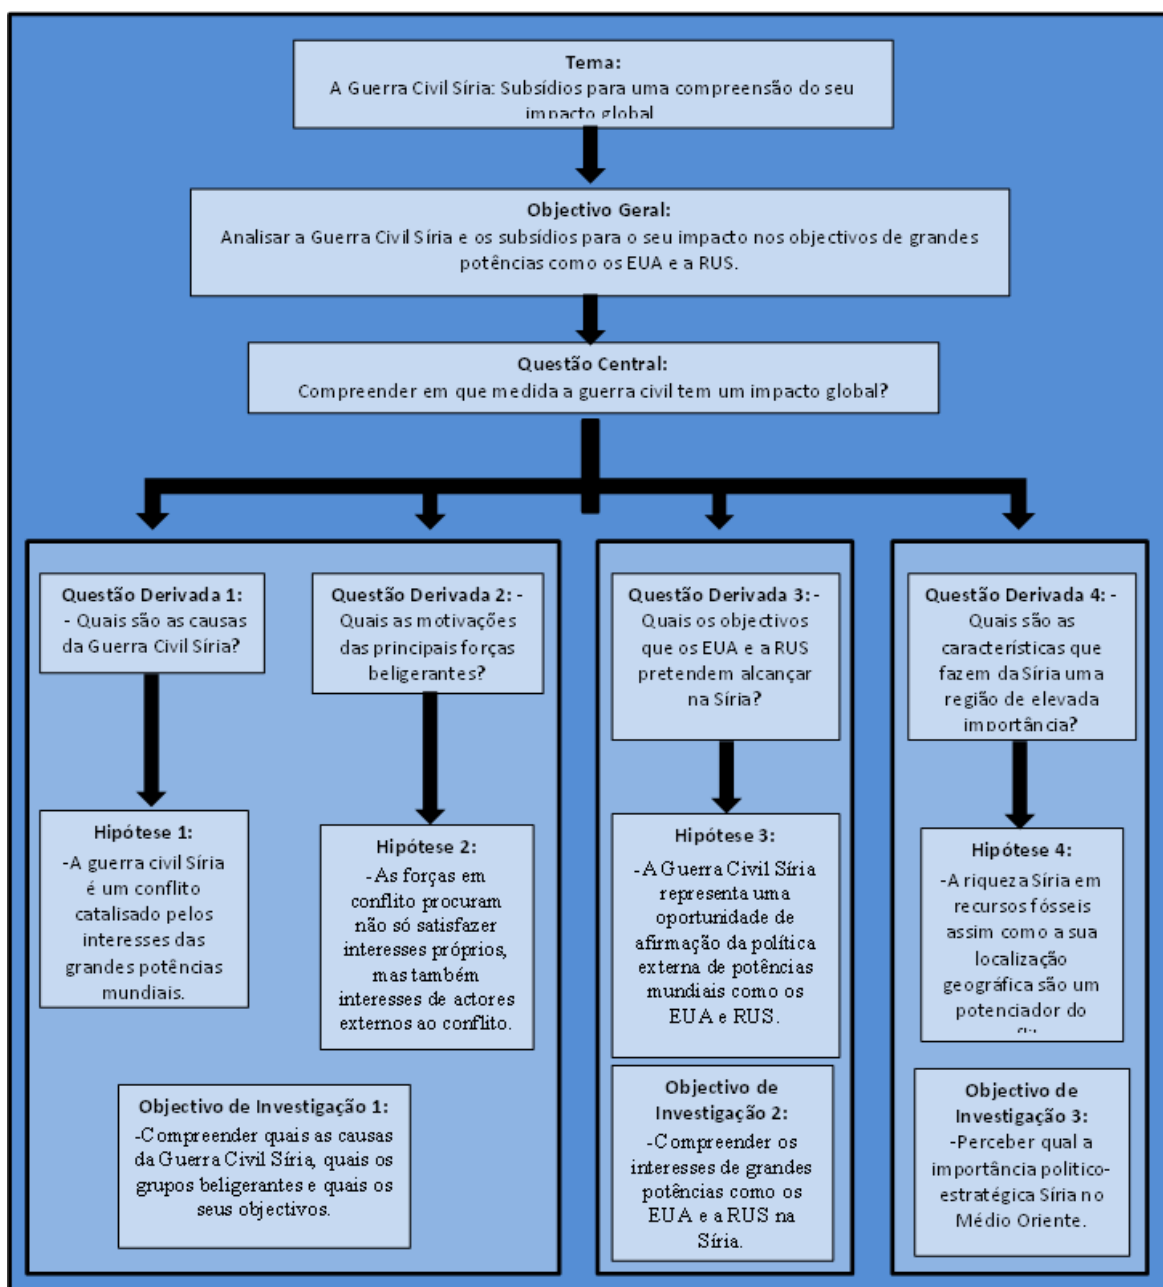 Tema:
A Guerra Civil Síria: Subsídios para uma compreensão do seu
impacto global
Objectivo Geral:
Analisar a Guerra Civil Síria e os subsídios para o seu impacto nos objectivos de grandes
potências como os EUA e a RUS.
Questão Central:
Compreender em que medida a guerra civil tem um impacto global?
Questão Derivada 1:
- Quais são as causas
da Guerra Civil Síria?
Questão Derivada 2: -
Quais as motivações
das principais forças
beligerantes?
Questão Derivada 3: -
Quais os objectivos
que os EUA e a RUS
pretendem alcançar
na Síria?
Questão Derivada 4: -
Quais são as
características que
fazem da Síria uma
região de elevada
importância?
Hipótese 1:
-A guerra civil Síria
é um conflito
catalisado pelos
interesses das
grandes potências
mundiais.
Hipótese 2:
-As forças em
conflito procuram
não só satisfazer
interesses próprios,
mas também
interesses de actores
externos ao conflito.
Hipótese 3:
-A Guerra Civil Síria
representa uma
oportunidade de
afirmação da política
externa de potências
mundiais como os
EUA e RUS.
Hipótese 4:
-A riqueza Síria em
recursos fósseis
assim como a sua
localização
geográfica são um
potenciador do
Objectivo de Investigação 1:
-Compreender quais as causas
da Guerra Civil Síria, quais os
grupos beligerantes e quais os
seus objectivos.
Objectivo de
Investigação 2:
-Compreender os
interesses de grandes
potências como os
EUA e a RUS na
Síria.
Objectivo de
Investigação 3:
-Perceber qual a
importância politico-
estratégica Síria no
Médio Oriente.